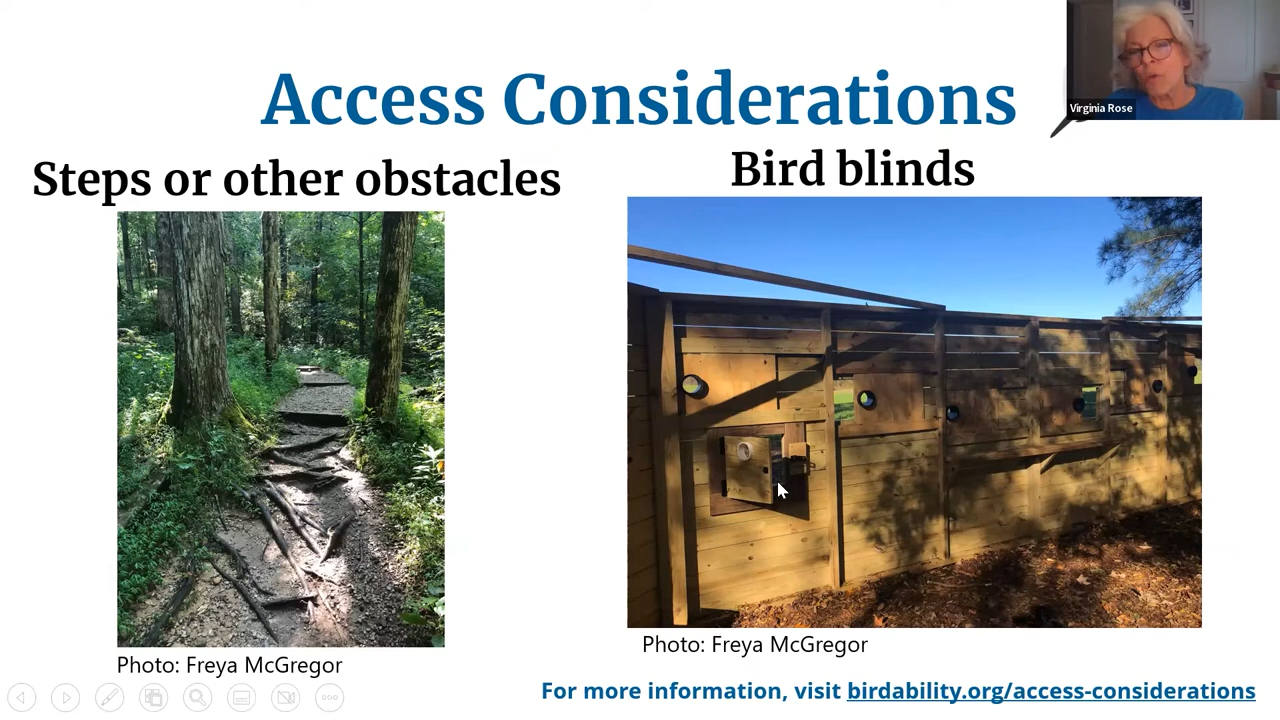 Access Considerations
Virginia Rose
Steps or other obstacles
Bird blinds
Photo: Freya McGregor
Photo: Freya McGregor
For more information, visit birdability.org/access-considerations